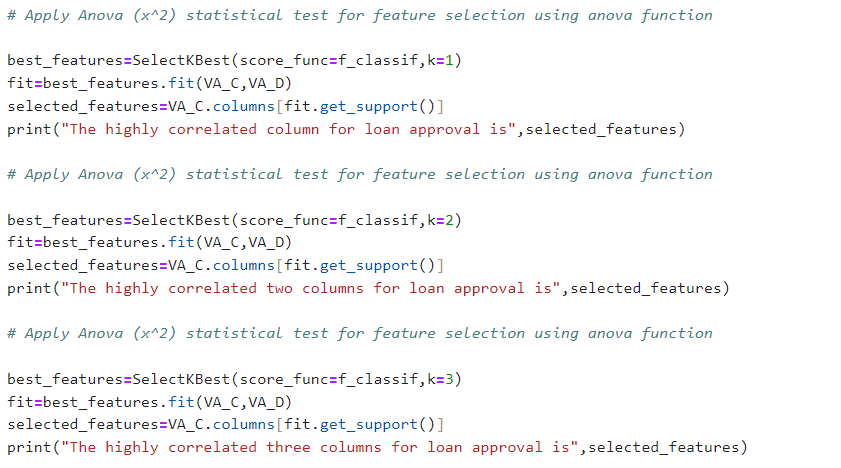 # Apply Anova (x^2) statistical test for feature selection using anova function
best_features=SelectKBest(score_func=f_classif,k=1)
fit=best_features.fit(VA_C,VA_D)
selected_features=VA_C.columns[fit.get_support()]
print("The highly correlated column for loan approval is",selected_features)
# Apply Anova (x^2) statistical test for feature selection using anova function
best_features=SelectKBest(score_func=f_classif,k=2)
fit=best_features.fit(VA_C,VA_D)
selected_features=VA_C.columns[fit.get_support()]
print("The highly correlated two columns for loan approval is",selected_features)
# Apply Anova (x^2) statistical test for feature selection using anova function
best_features=SelectKBest(score_func=f_classif,k=3)
fit=best_features.fit(VA_C,VA_D)
selected_features=VA_C.columns[fit.get_support()]
print("The highly correlated three columns for loan approval is",selected_features)